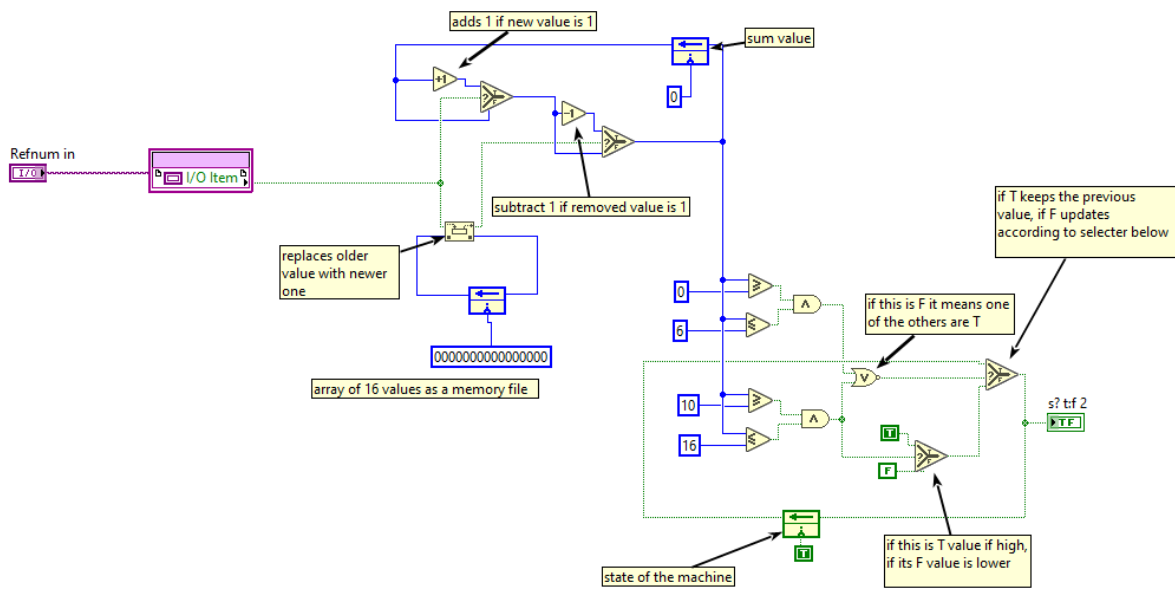 adds 1 if new value is 1
sum value
+1
?
T
F
0
-1
?
T
F
Refnum in
I/O
I/O Item
subtract 1 if removed value is 1
if T keeps the previous
value, if F updates
according to selecter below
replaces older
value with newer
one
0
6
if this is F it means one
of the others are T
0000000000000000
array of 16 values as a memory file
?
T
F
10
16
s? t:f 2
TF
T
F
?
T
F
T
state of the machine
if this is T value if high,
if its F value is lower